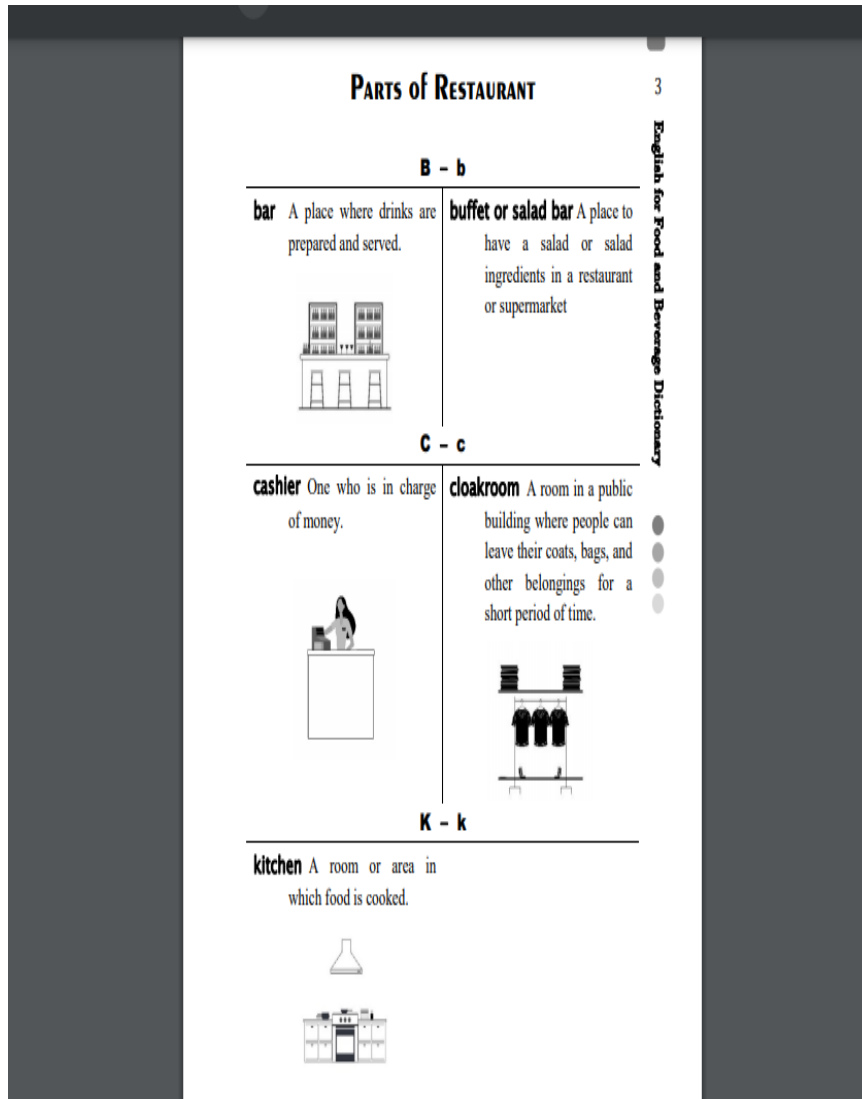 PARTS of RESTAURANT
3
English for Food and Beverage Dictionary
B – b
bar A place where drinks are
prepared and served.
buffet or salad bar A place to
have a salad or salad
ingredients in a restaurant
or supermarket
C – c
cashier One who is in charge
of money.
cloakroom A room in a public
building where people can
leave their coats, bags, and
other belongings for a
short period of time.
K – k
kitchen A room or area in
which food is cooked.